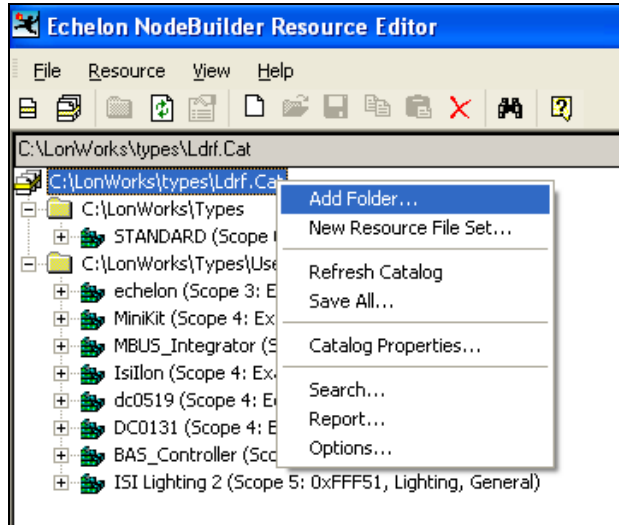 Echelon NodeBuilder Resource Editor
File Resource View Help
C:\LonWorks\types\Ldrf.Cat
C:\LonWorks\types\Ldrf.Cat
C:\LonWorks\Types
STANDARD (Scope
C:\LonWorks\Types\Use
echelon (Scope 3: E
MiniKit (Scope 4: Ex
MBUS_Integrator (S
IsiIlon (Scope 4: Ex
dc0519 (Scope 4: E
DC0131 (Scope 4: E
BAS_Controller (Sco
ISI Lighting 2 (Scope 5: 0xFFF51, Lighting, General)
Add Folder...
New Resource File Set...
Refresh Catalog
Save All...
Catalog Properties...
Search...
Report...
Options...